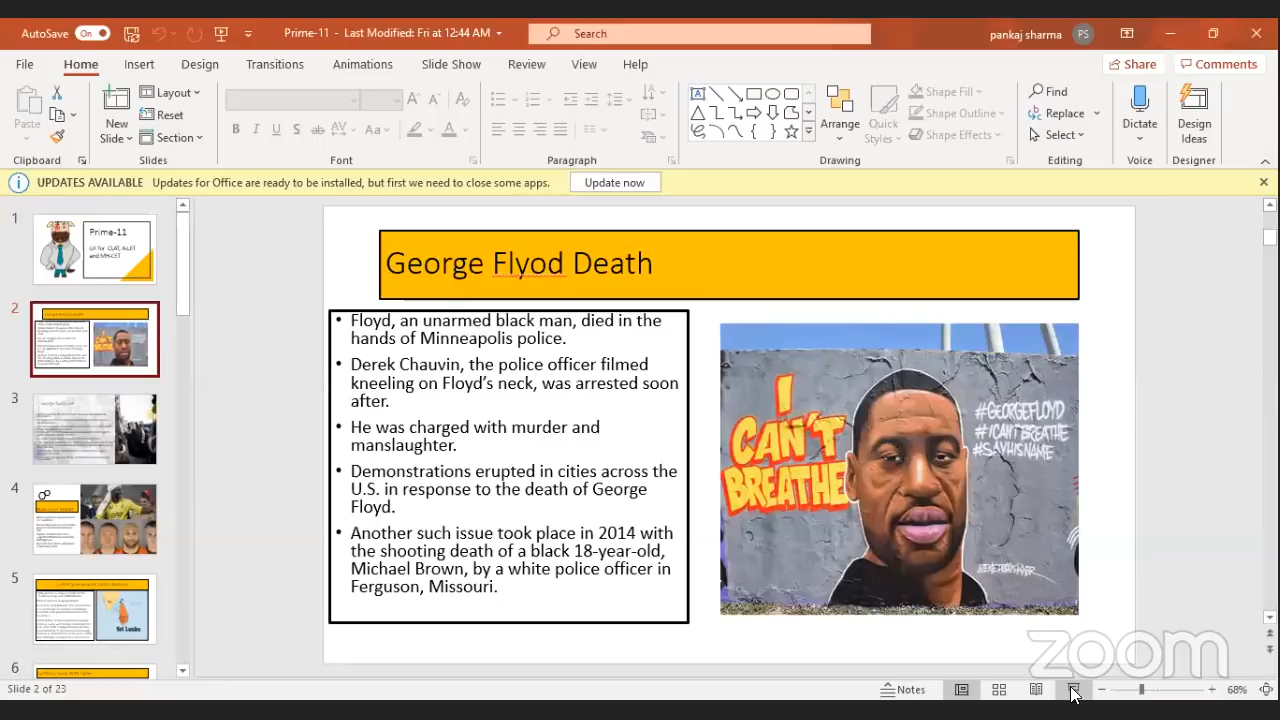 AutoSave On Prime-11 - Last Modified: Fri at 12:44 AM Search pankaj sharma PS
File Home Insert Design Transitions Animations Slide Show Review View Help Share Comments
Paste New Slide Layout Reset Section Arrange Quick Styles Shape Fill Shape Outline Shape Effects Find Replace Select Dictate Design Ideas
Clipboard Slides Font Paragraph Drawing Editing Voice Designer
UPDATES AVAILABLE Updates for Office are ready to be installed, but first we need to close some apps. Update now
1
Prime-11
GK for CLAT, AILET
and MH-CET
2
3
4
5
Sri Lanka
6
George Flyod Death
• Floyd, an unarmed black man, died in the
hands of Minneapolis police.
• Derek Chauvin, the police officer filmed
kneeling on Floyd's neck, was arrested soon
after.
• He was charged with murder and
manslaughter.
• Demonstrations erupted in cities across the
U.S. in response to the death of George
Floyd.
• Another such issue took place in 2014 with
the shooting death of a black 18-year-old,
Michael Brown, by a white police officer in
Ferguson, Missouri.
I
CAN'T
BREATHE
#GEORGEFLOYD
#ICANTBREATHE
#SAYHISNAME
zoom
Slide 2 of 23 Notes 68%